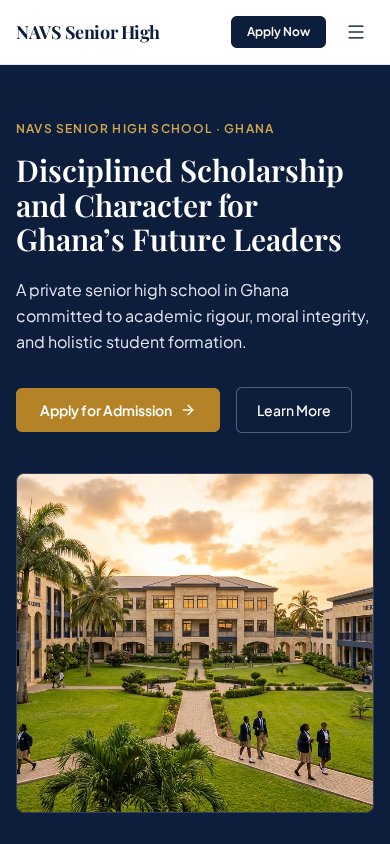 NAVS Senior High
Apply Now
NAVS SENIOR HIGH SCHOOL · GHANA
Disciplined Scholarship
and Character for
Ghana’s Future Leaders
A private senior high school in Ghana
committed to academic rigour, moral integrity,
and holistic student formation.
Apply for Admission
Learn More